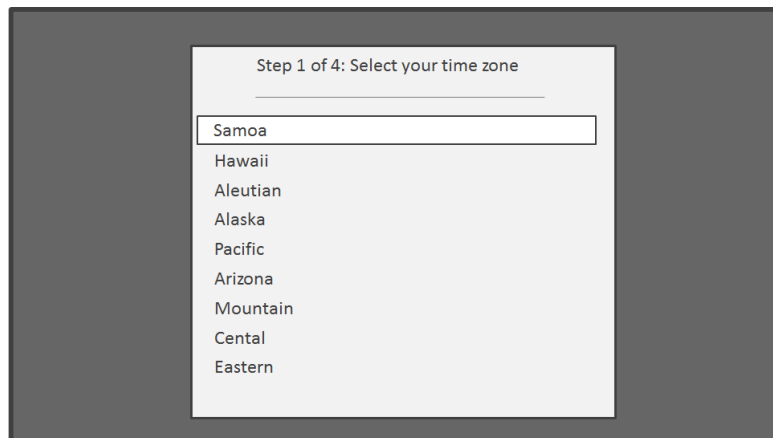 Step 1 of 4: Select your time zone
Samoa
Hawaii
Aleutian
Alaska
Pacific
Arizona
Mountain
Cental
Eastern